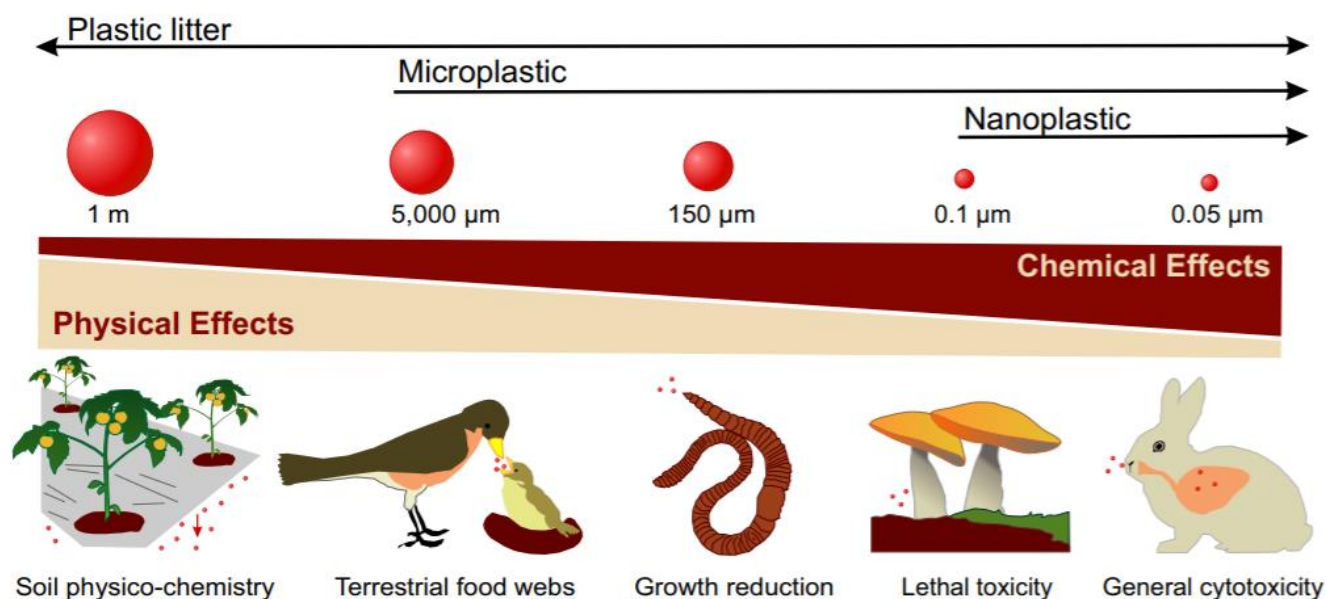 Plastic litter
Microplastic
Nanoplastic
1 m
5,000 µm
150 µm
0.1 µm
0.05 µm
Chemical Effects
Physical Effects
Soil physico-chemistry
Terrestrial food webs
Growth reduction
Lethal toxicity
General cytotoxicity